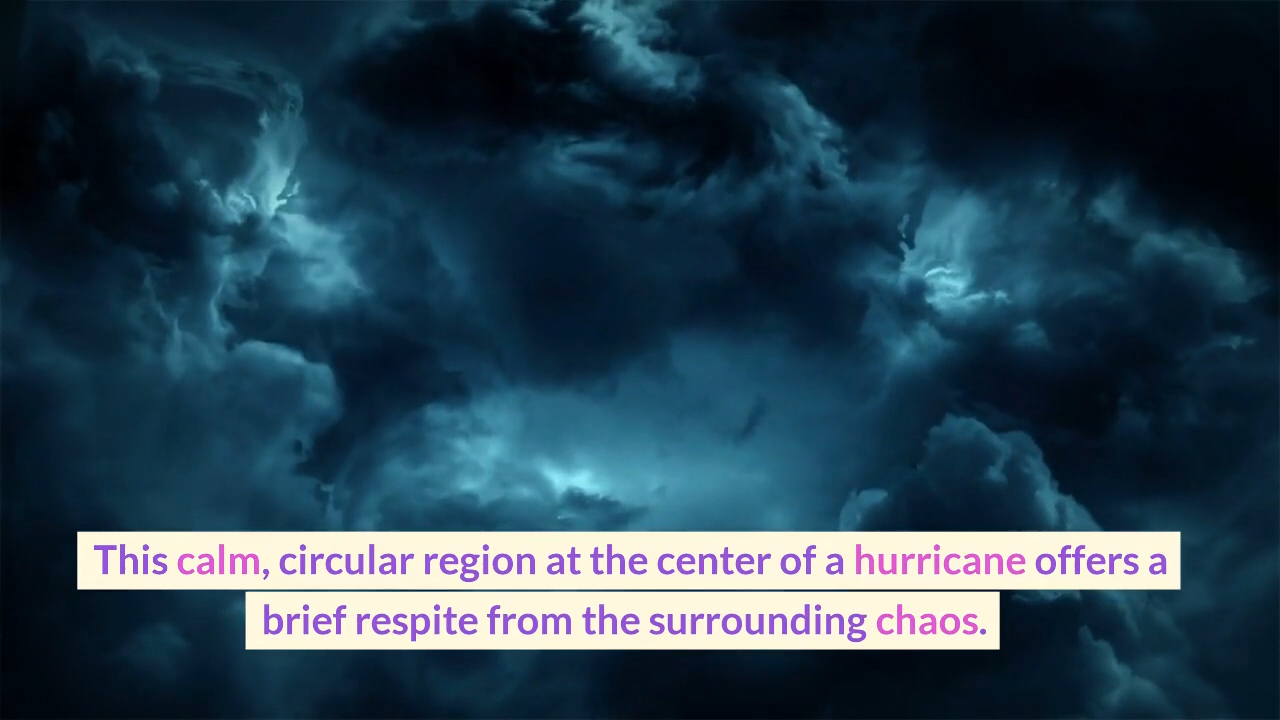 This calm, circular region at the center of a hurricane offers a
brief respite from the surrounding chaos.